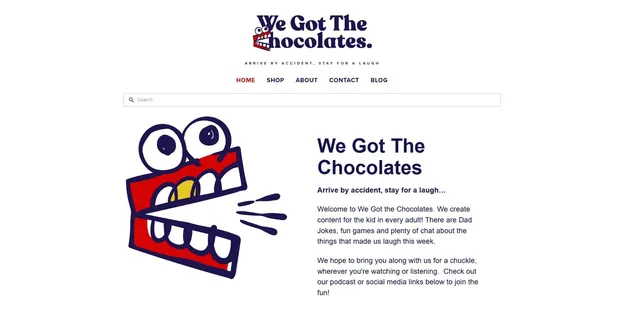 We Got The
Chocolates.
ARRIVE BY ACCIDENT, STAY FOR A LAUGH
HOME SHOP ABOUT CONTACT BLOG
Search
We Got The
Chocolates
Arrive by accident, stay for a laugh...
Welcome to We Got the Chocolates. We create
content for the kid in every adult! There are Dad
Jokes, fun games and plenty of chat about the
things that made us laugh this week.
We hope to bring you along with us for a chuckle,
wherever you're watching or listening.  Check out
our podcast or social media links below to join the
fun!